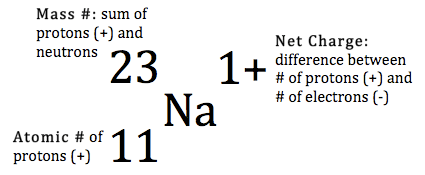 Mass #: sum of
protons (+) and
neutrons
23
1+
Net Charge:
difference between
# of protons (+) and
# of electrons (-)
Na
Atomic # of
protons (+)
11